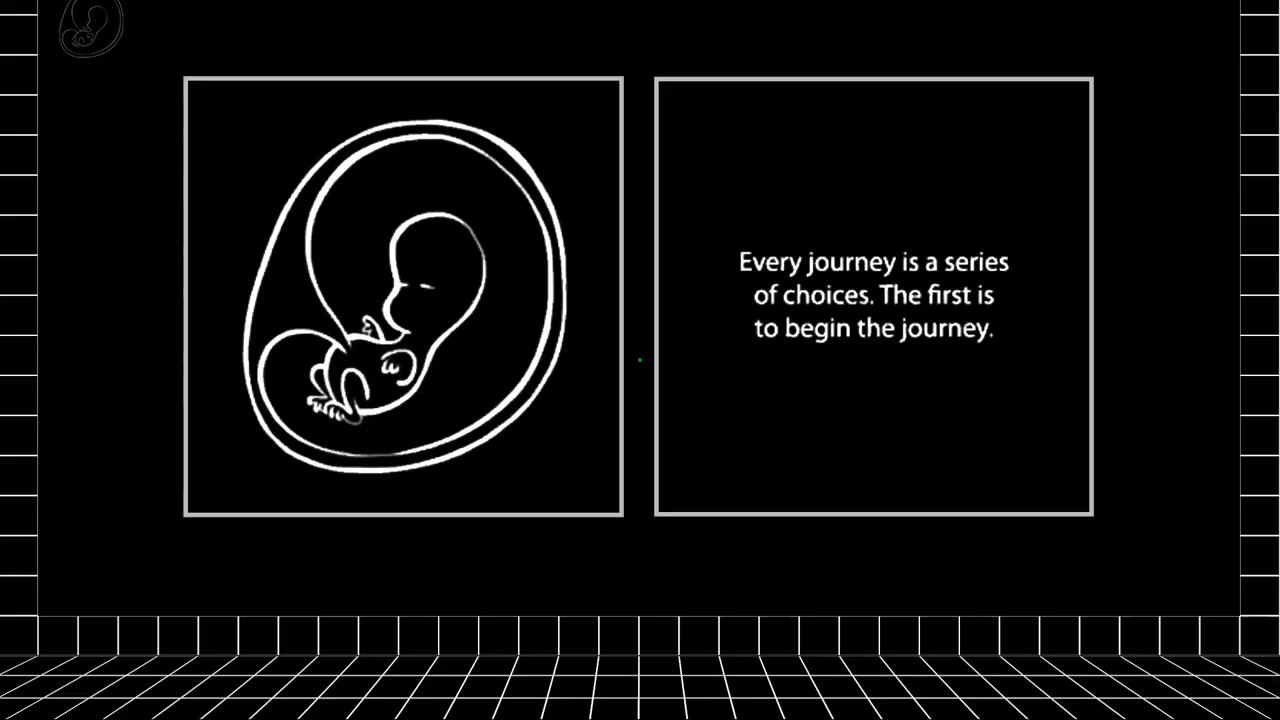 Every journey is a series
of choices. The first is
to begin the journey.